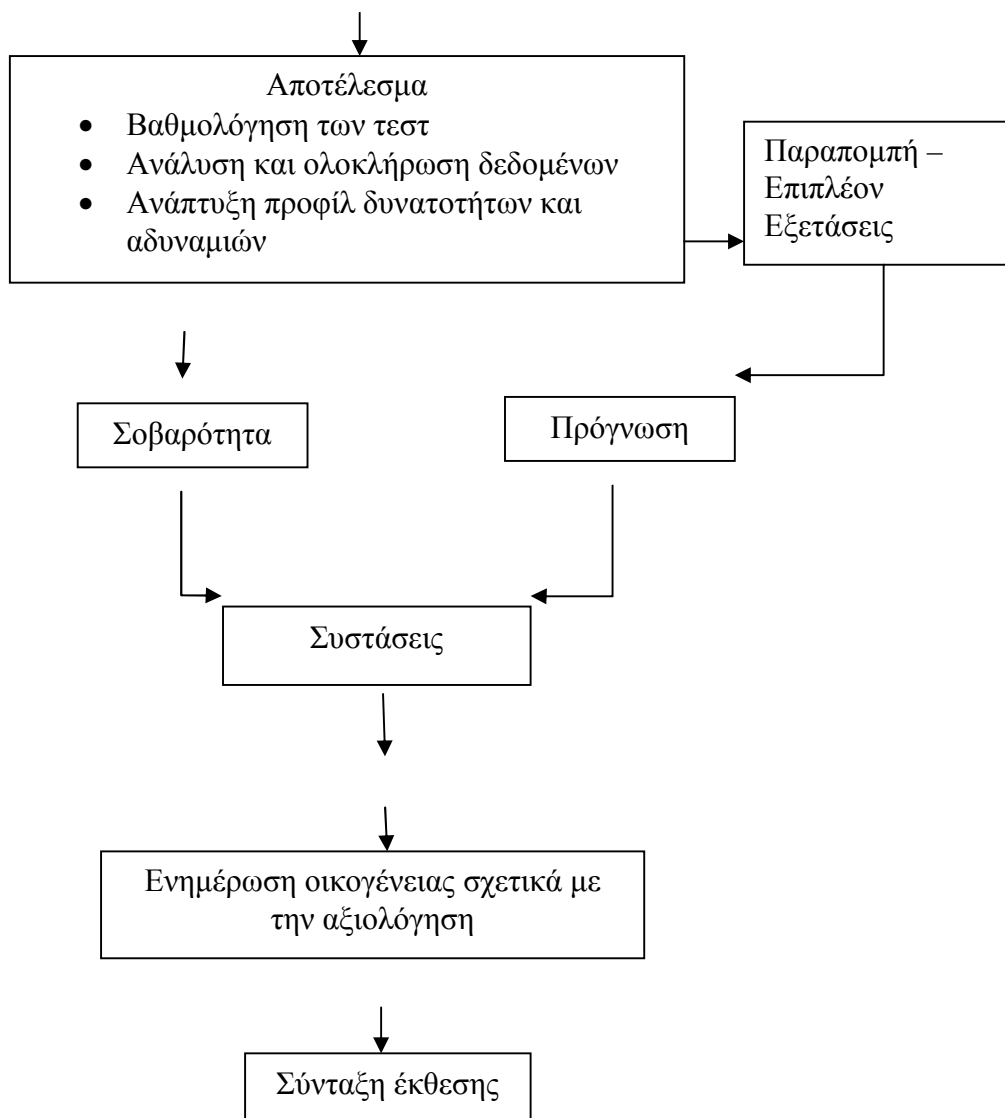 Αποτέλεσμα
• Βαθμολόγηση των τεστ
• Ανάλυση και ολοκλήρωση δεδομένων
• Ανάπτυξη προφίλ δυνατοτήτων και
αδυναμιών
Παραπομπή –
Επιπλέον
Εξετάσεις
Σοβαρότητα
Πρόγνωση
Συστάσεις
Ενημέρωση οικογένειας σχετικά με
την αξιολόγηση
Σύνταξη έκθεσης